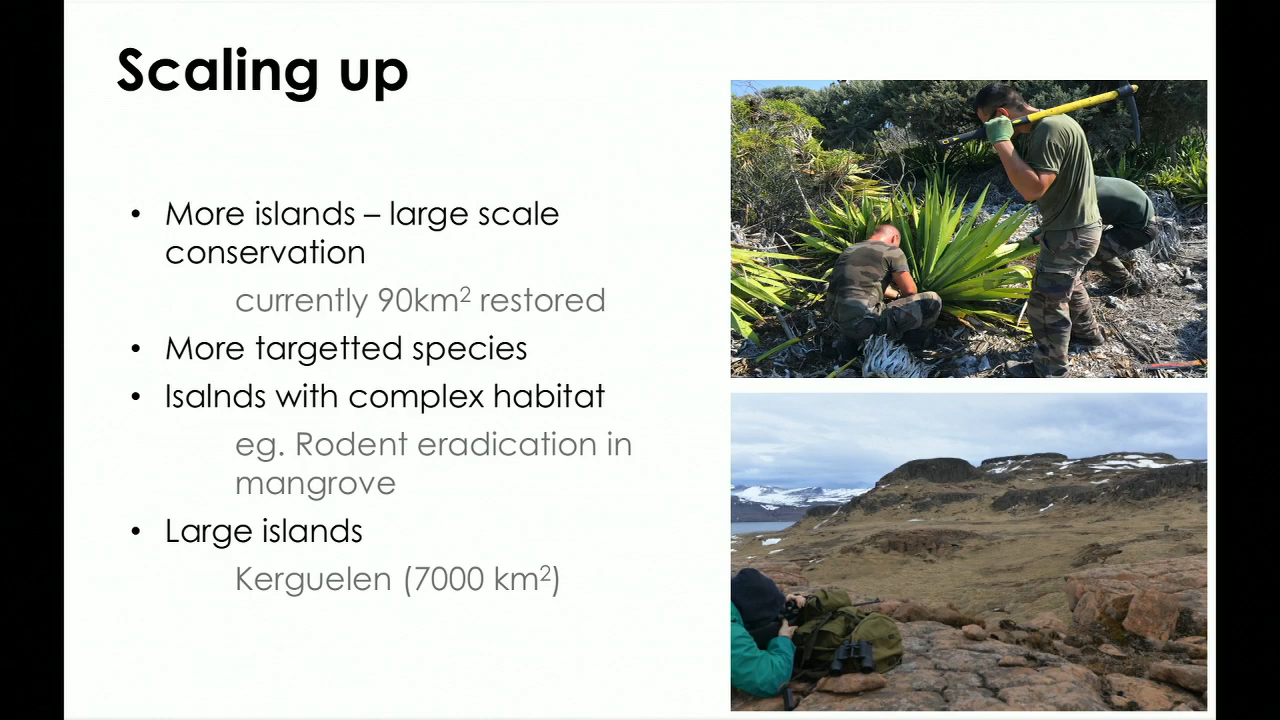 Scaling up
• More islands – large scale
conservation
currently 90km² restored
• More targetted species
• Isalnds with complex habitat
eg. Rodent eradication in
mangrove
• Large islands
Kerguelen (7000 km²)